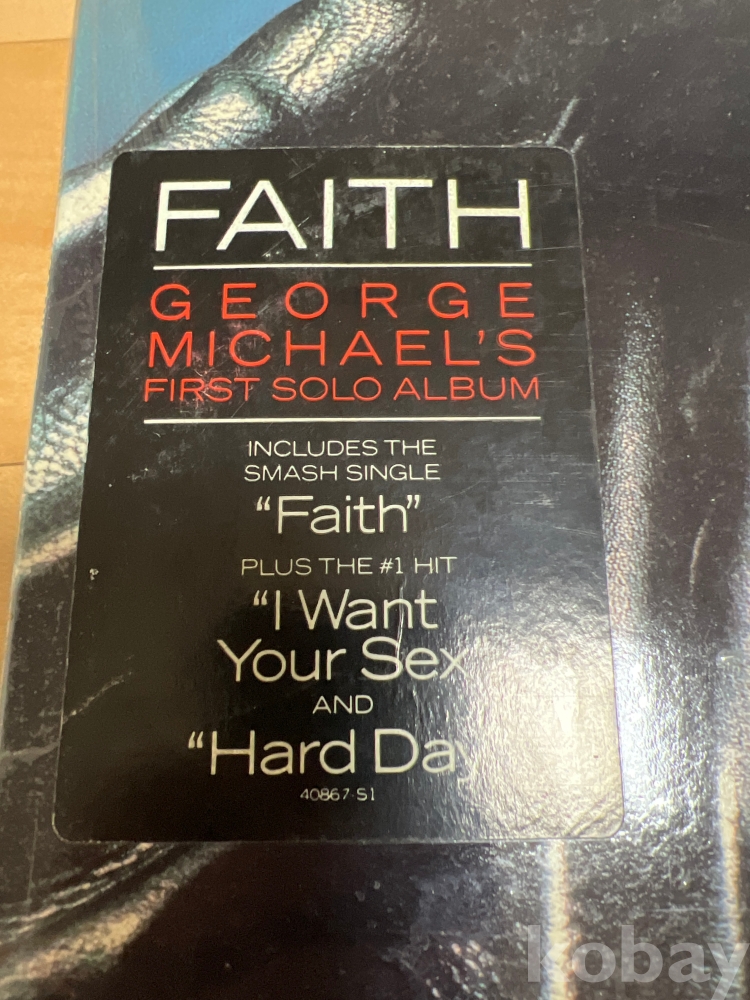 FAITH
GEORGE
MICHAEL'S
FIRST SOLO ALBUM
INCLUDES THE
SMASH SINGLE
“Faith”
PLUS THE #1 HIT
“I Want
Your Sex
AND
“Hard Day
40867-S1
kobay